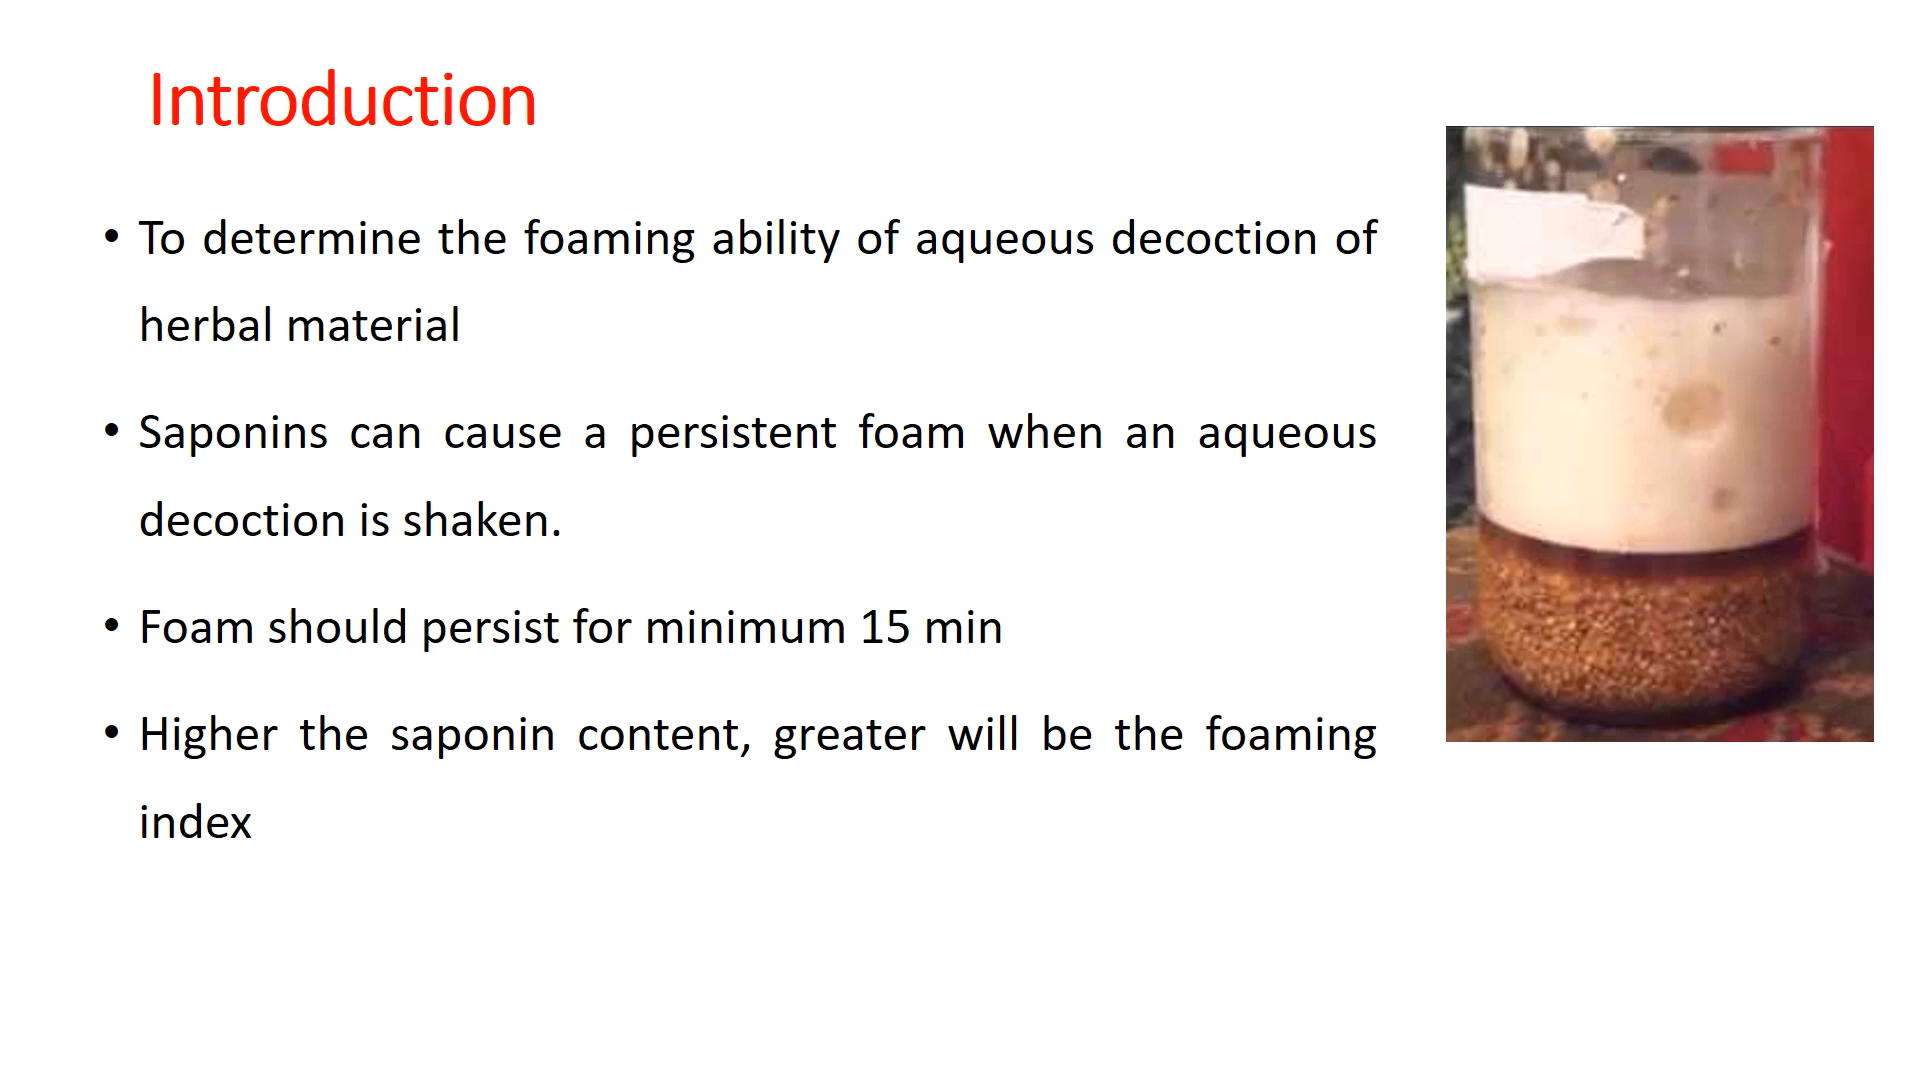 Introduction
• To determine the foaming ability of aqueous decoction of
herbal material
• Saponins can cause a persistent foam when an aqueous
decoction is shaken.
• Foam should persist for minimum 15 min
• Higher the saponin content, greater will be the foaming
index